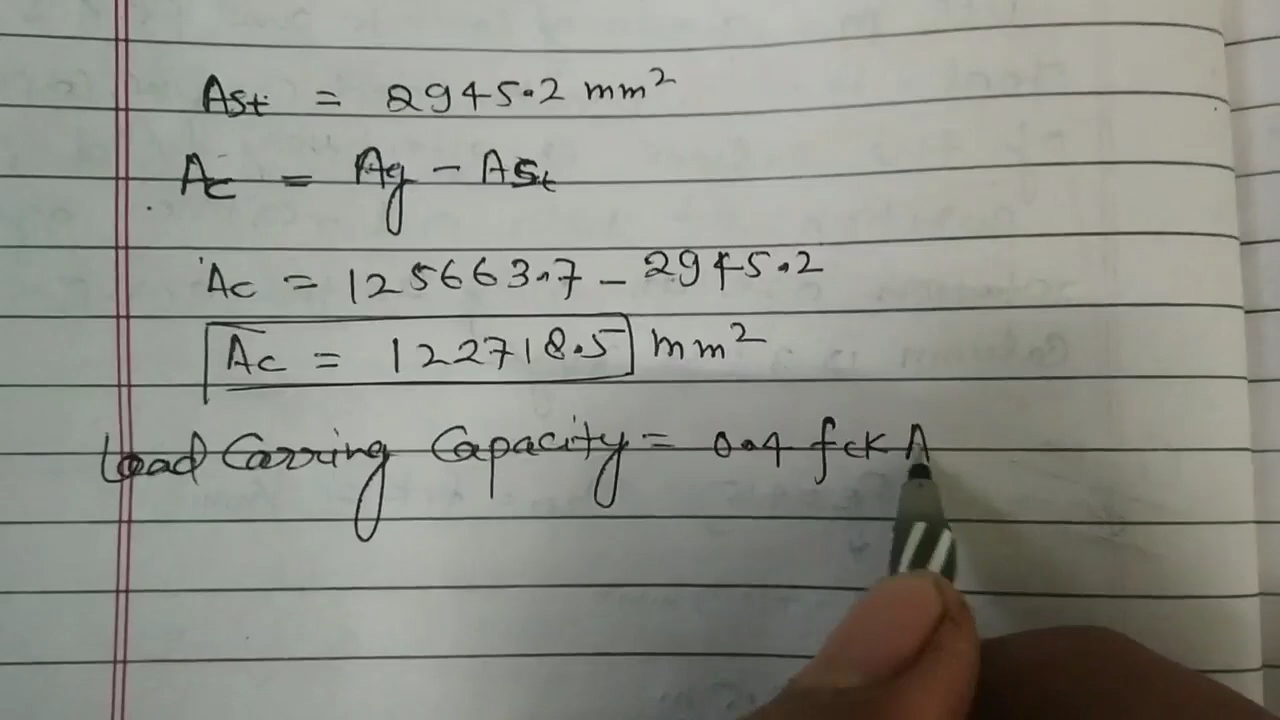 Ast = 2945.2 mm²
Ac = Ag - Ast
Ac = 125663.7 - 2945.2
Ac = 122718.5 mm²
Load Carring Capacity = 0.4 fck A